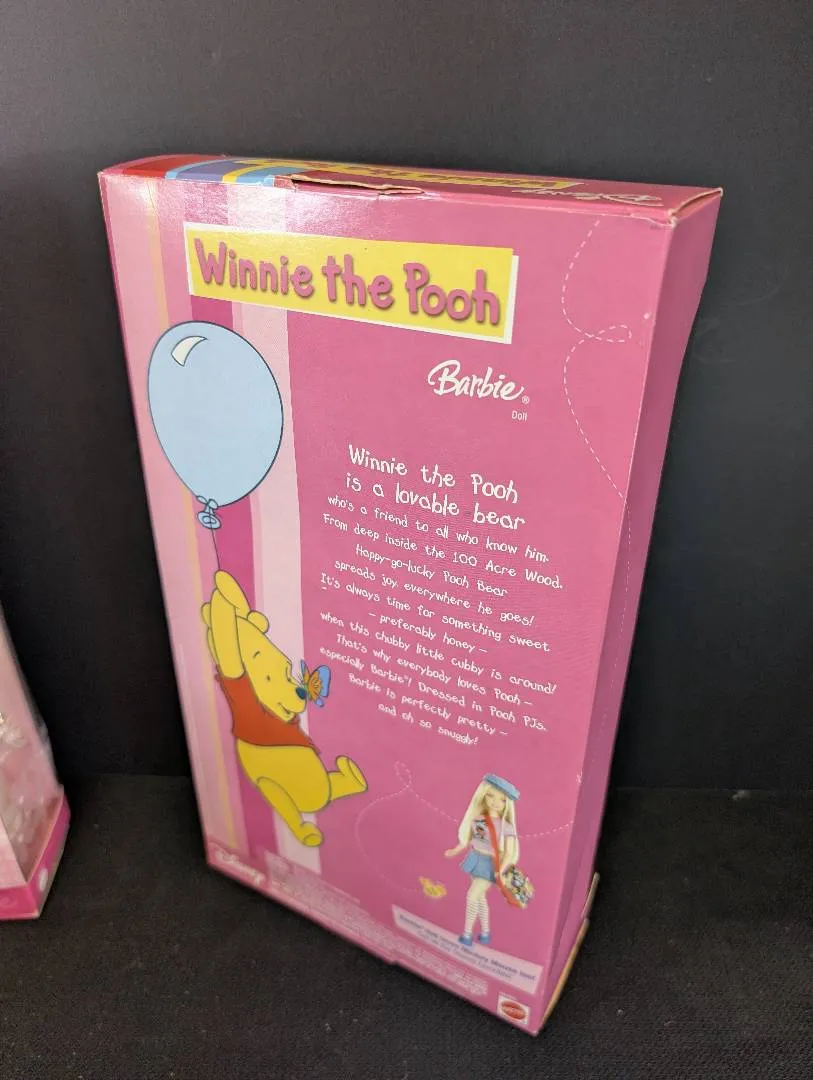 Disney
Winnie the Pooh
Barbie®
Doll
Winnie the Pooh
is a lovable bear
who's a friend to all who know him.
From deep inside the 100 Acre Wood.
Happy-go-lucky Pooh Bear
spreads joy everywhere he goes!
It's always time for something sweet
- preferably honey -
when this chubby little cubby is around!
That's why everybody loves Pooh -
especially Barbie®! Dressed in Pooh PJs.
Barbie is perfectly pretty -
and oh so snuggly!
Disney